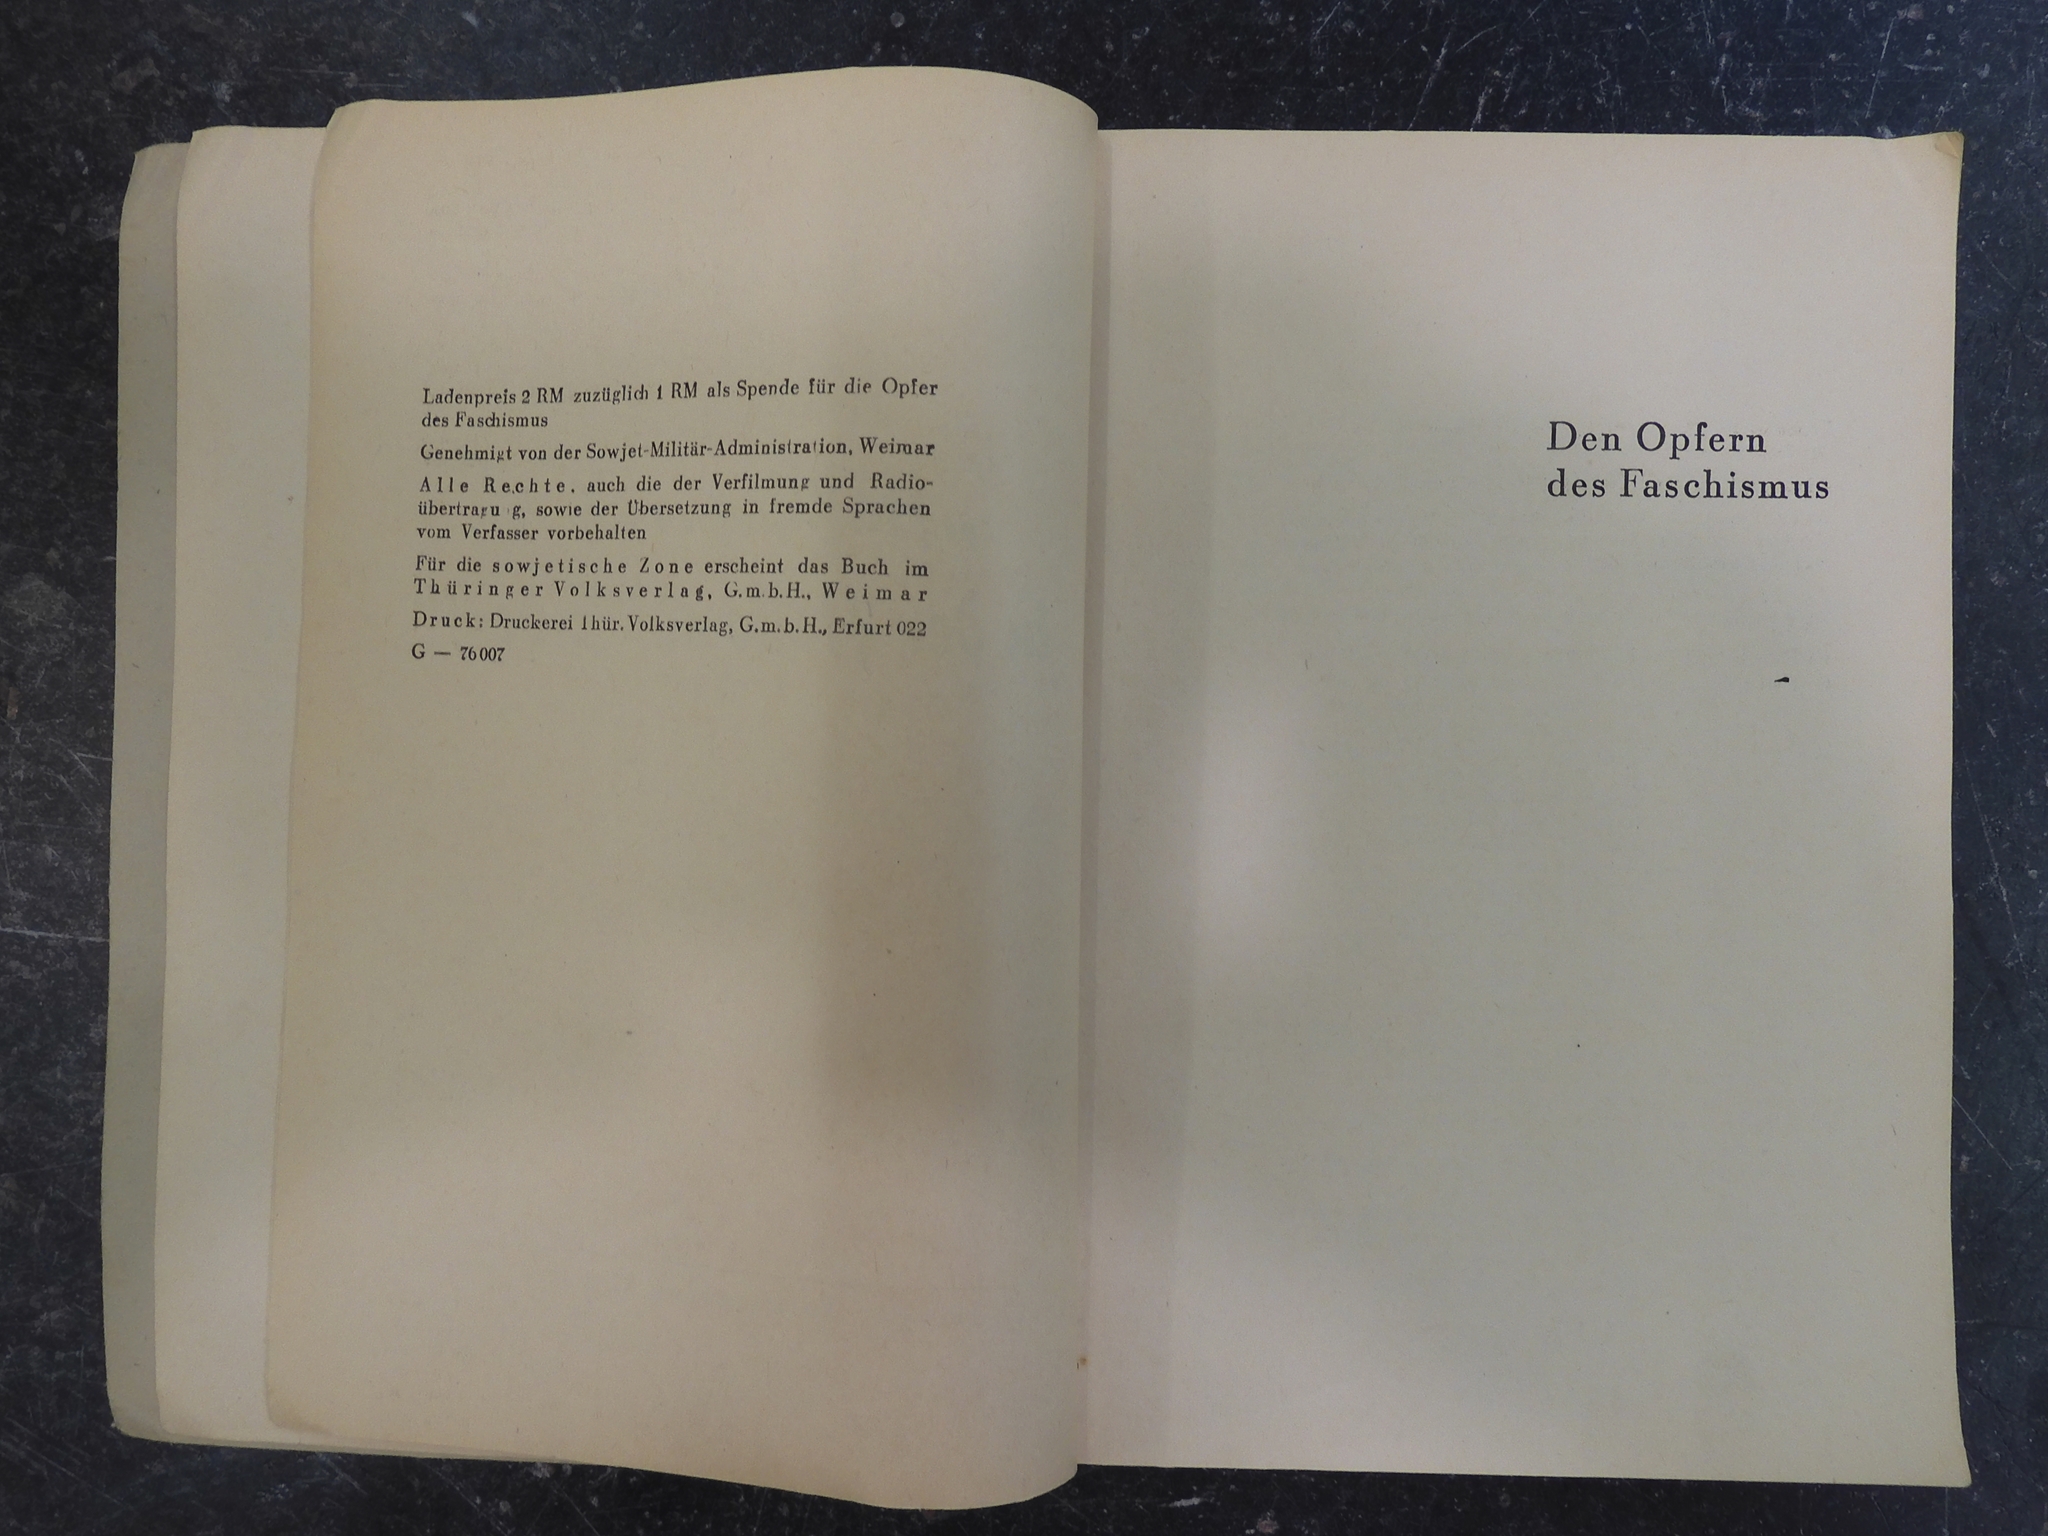 Ladenpreis 2 RM zuzüglich 1 RM als Spende für die Opfer
des Faschismus
Genehmigt von der Sowjet-Militär-Administration, Weimar
Alle Rechte, auch die der Verfilmung und Radio-
übertragu g, sowie der Übersetzung in fremde Sprachen
vom Verfasser vorbehalten
Für die sowjetische Zone erscheint das Buch im
Thüringer Volksverlag, G.m.b.H., Weimar
Druck: Druckerei Thür. Volksverlag, G.m.b.H., Erfurt 022
G — 76007
Den Opfern
des Faschismus